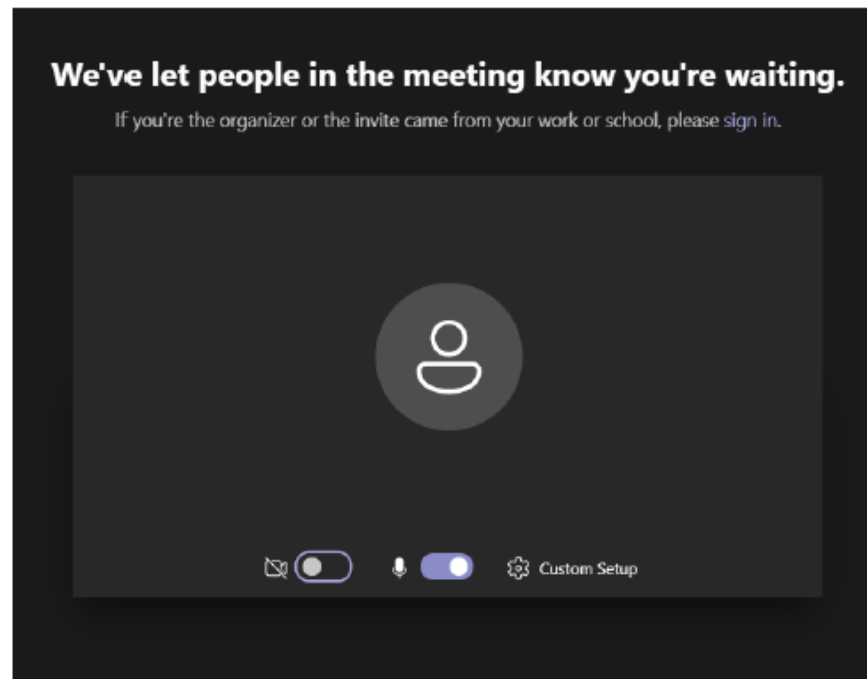 We've let people in the meeting know you're waiting.
If you're the organizer or the invite came from your work or school, please sign in.
Custom Setup